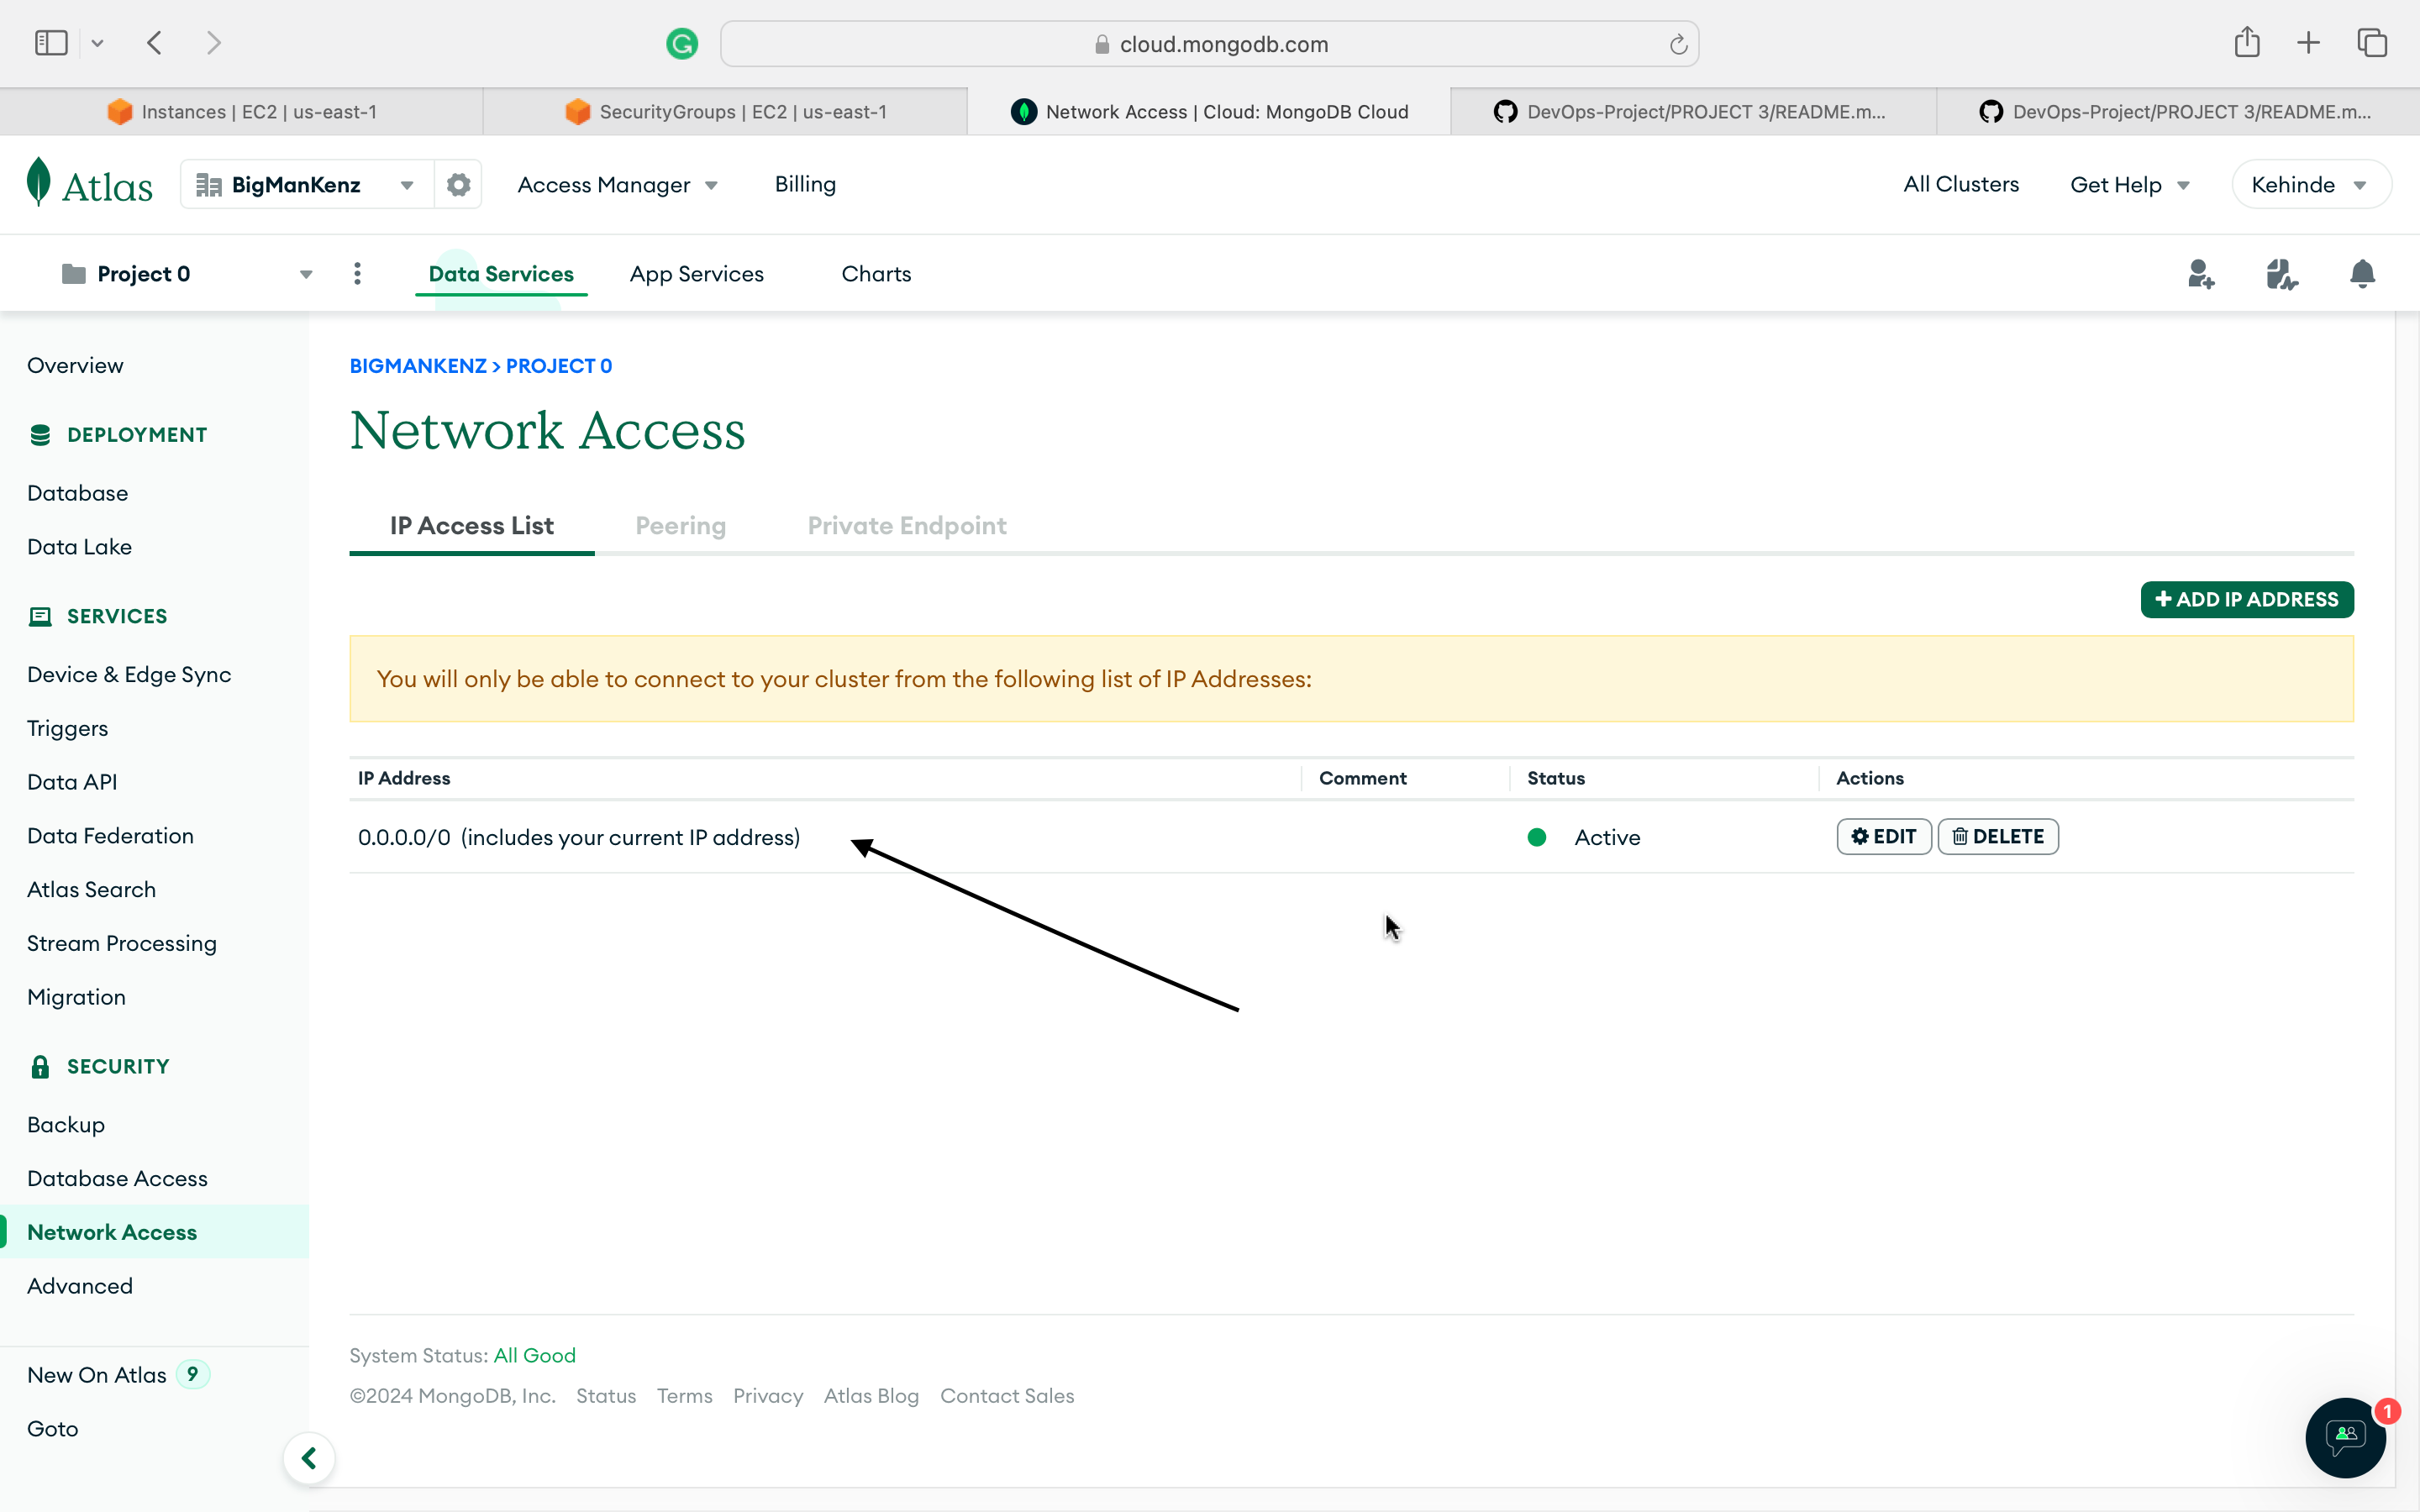 cloud.mongodb.com
Instances | EC2 | us-east-1
SecurityGroups | EC2 | us-east-1
Network Access | Cloud: MongoDB Cloud
DevOps-Project/PROJECT 3/README.m...
DevOps-Project/PROJECT 3/README.m...
Atlas
BigManKenz
Access Manager
Billing
All Clusters
Get Help
Kehinde
Project 0
Data Services
App Services
Charts
Overview
DEPLOYMENT
Database
Data Lake
SERVICES
Device & Edge Sync
Triggers
Data API
Data Federation
Atlas Search
Stream Processing
Migration
SECURITY
Backup
Database Access
Network Access
Advanced
New On Atlas 9
Goto
BIGMANKENZ > PROJECT 0
Network Access
IP Access List
Peering
Private Endpoint
+ ADD IP ADDRESS
You will only be able to connect to your cluster from the following list of IP Addresses:
IP Address
Comment
Status
Actions
0.0.0.0/0 (includes your current IP address)
Active
EDIT
DELETE
System Status: All Good
©2024 MongoDB, Inc. Status Terms Privacy Atlas Blog Contact Sales
1